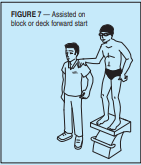 FIGURE 7 — Assisted on
block or deck forward start